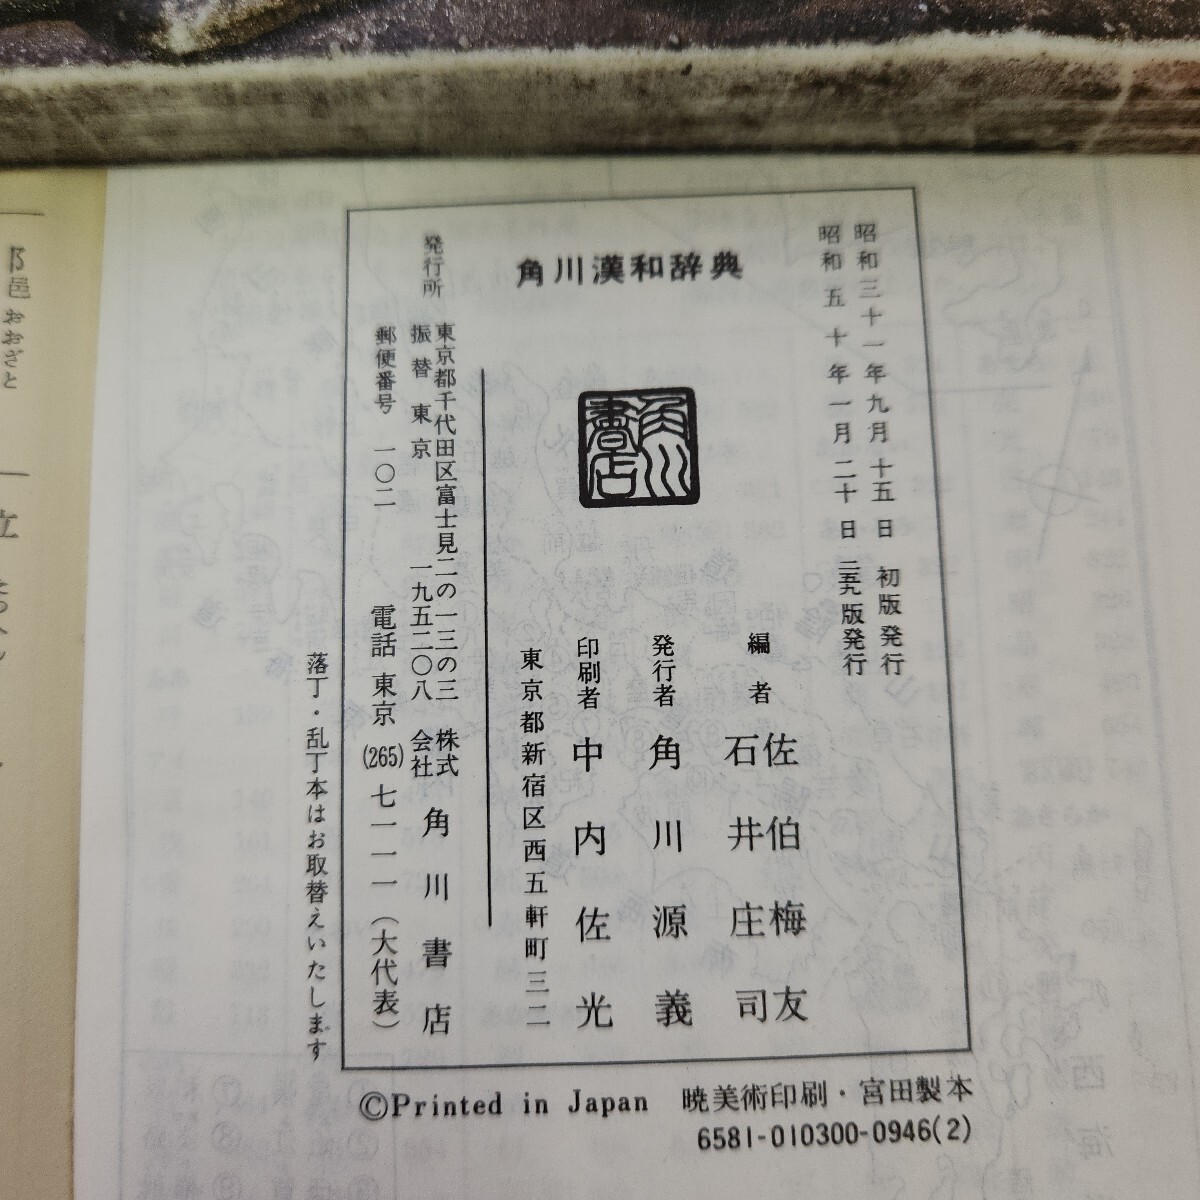 昭和三十一年九月十五日 初版発行
昭和五十年一月二十日 二五九版発行
角川漢和辞典
角川書店
編者 佐伯梅友
石井庄司
発行者 角川源義
印刷者 中内佐光
東京都新宿区西五軒町三二
発行所
東京都千代田区富士見二の一三の三
振替東京 一九五二〇八
株式会社 角川書店
郵便番号 一〇二
電話 東京(265)七一一一(大代表)
落丁・乱丁本はお取替えいたします
©Printed in Japan 暁美術印刷・宮田製本
6581-010300-0946(2)
邑 おおざと
立